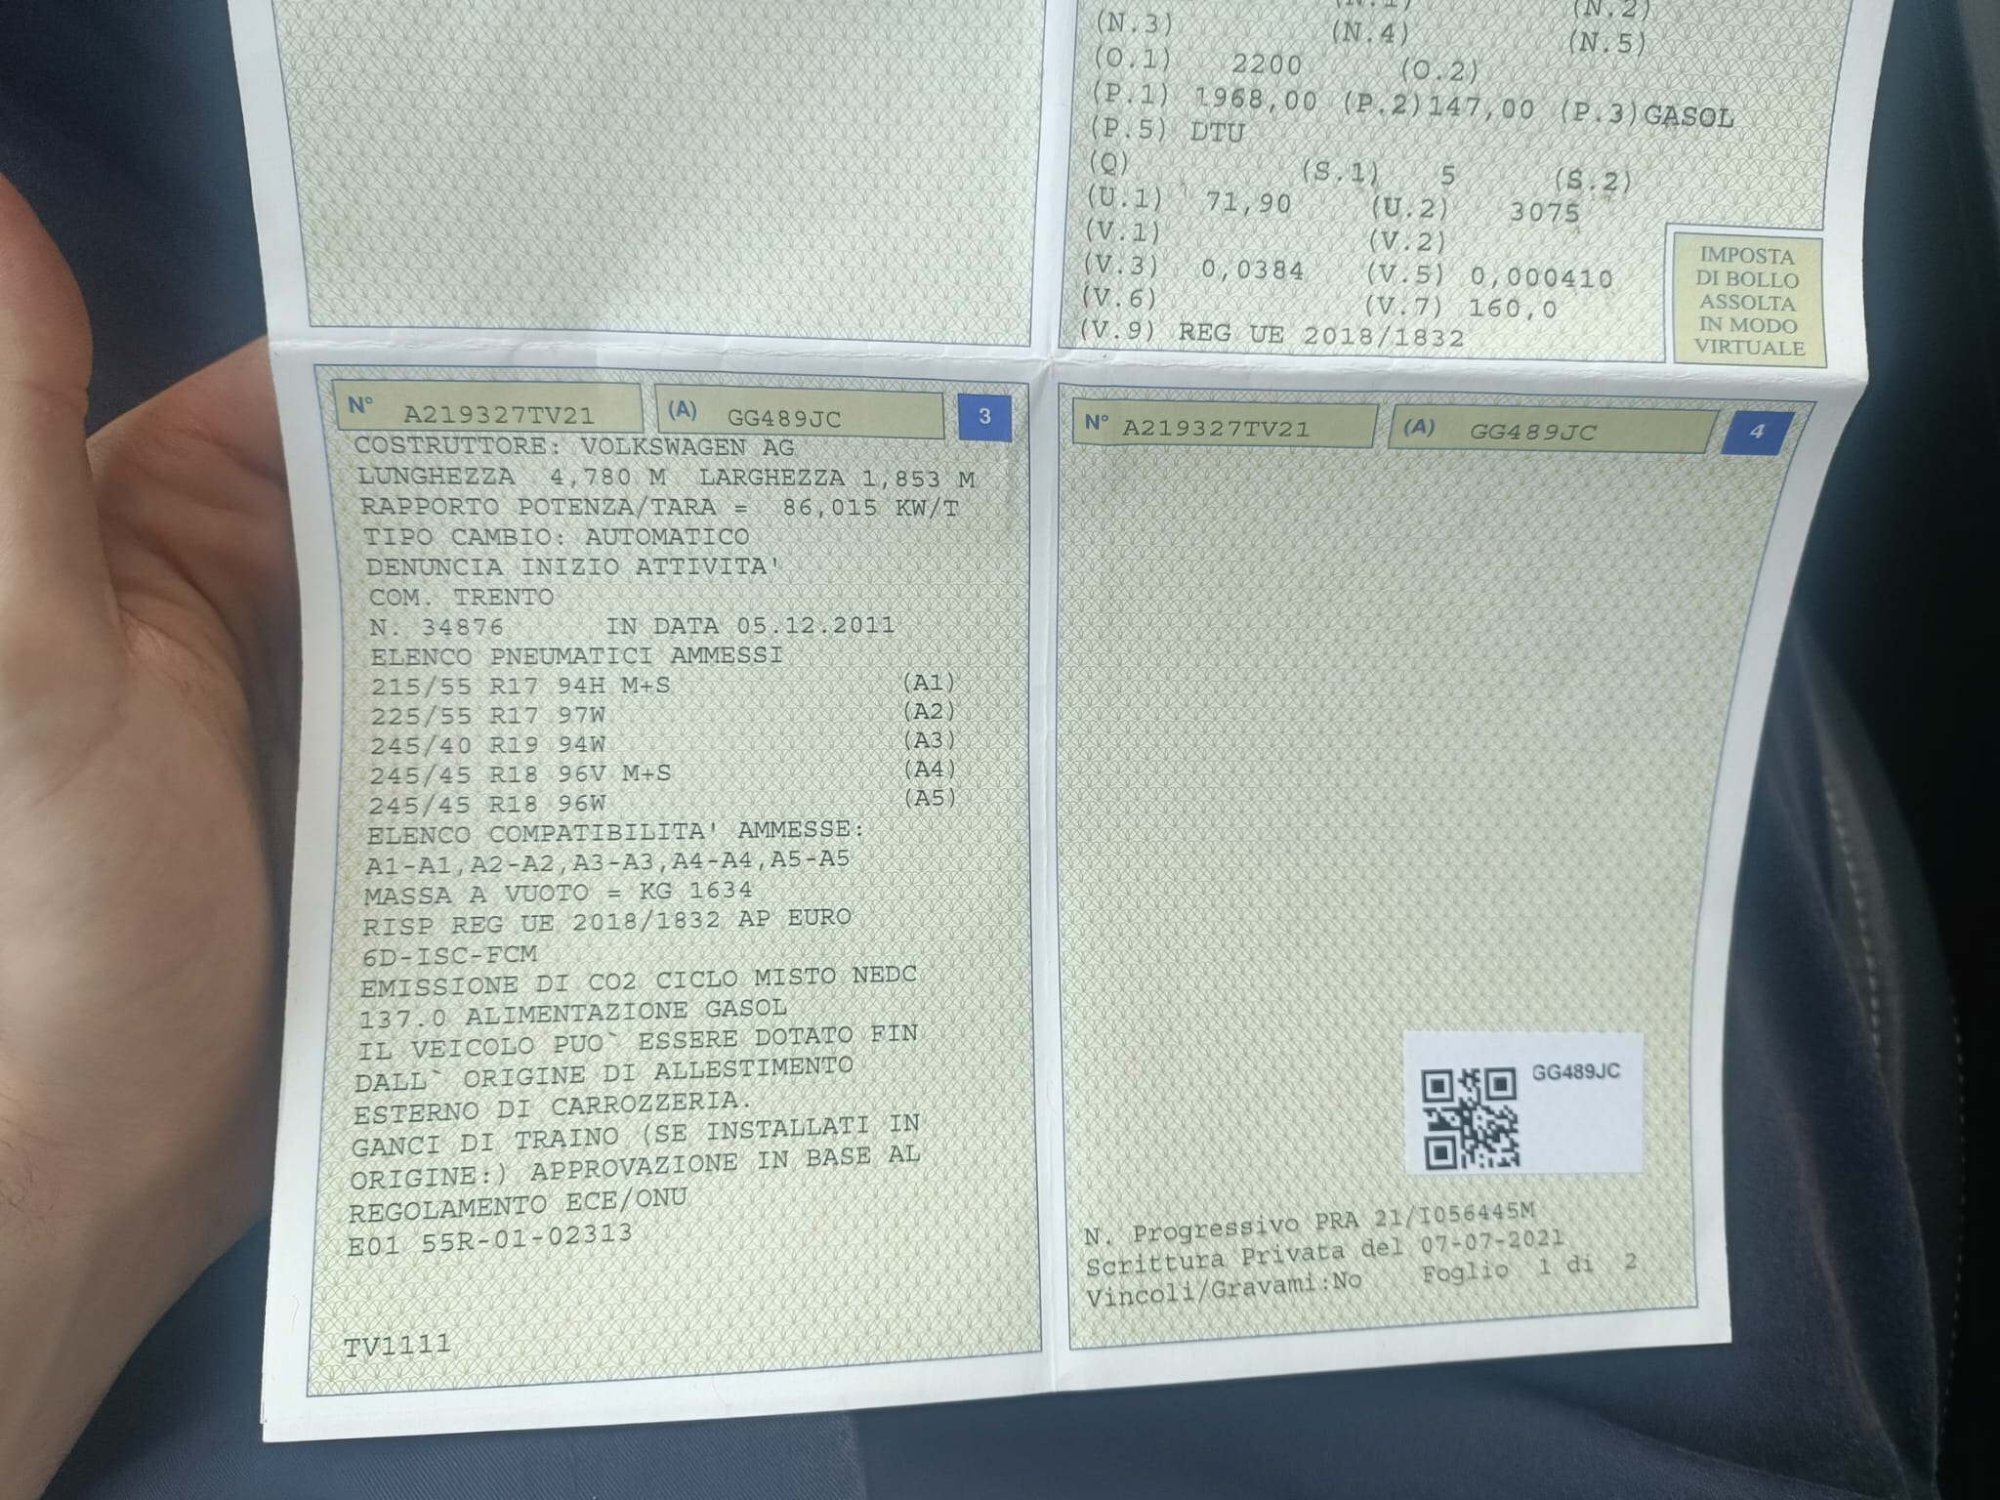 (N.1) (N.2)
(N.3) (N.4) (N.5)
(O.1) 2200 (O.2)
(P.1) 1968,00 (P.2)147,00 (P.3)GASOL
(P.5) DTU
(Q) (S.1) 5 (S.2)
(U.1) 71,90 (U.2) 3075
(V.1) (V.2)
(V.3) 0,0384 (V.5) 0,000410
(V.6) (V.7) 160,0
(V.9) REG UE 2018/1832
IMPOSTA
DI BOLLO
ASSOLTA
IN MODO
VIRTUALE
N° A219327TV21 (A) GG489JC 3
COSTRUTTORE: VOLKSWAGEN AG
LUNGHEZZA 4,780 M LARGHEZZA 1,853 M
RAPPORTO POTENZA/TARA = 86,015 KW/T
TIPO CAMBIO: AUTOMATICO
DENUNCIA INIZIO ATTIVITA'
COM. TRENTO
N. 34876 IN DATA 05.12.2011
ELENCO PNEUMATICI AMMESSI
215/55 R17 94H M+S (A1)
225/55 R17 97W (A2)
245/40 R19 94W (A3)
245/45 R18 96V M+S (A4)
245/45 R18 96W (A5)
ELENCO COMPATIBILITA' AMMESSE:
A1-A1,A2-A2,A3-A3,A4-A4,A5-A5
MASSA A VUOTO = KG 1634
RISP REG UE 2018/1832 AP EURO
6D-ISC-FCM
EMISSIONE DI CO2 CICLO MISTO NEDC
137.0 ALIMENTAZIONE GASOL
IL VEICOLO PUO` ESSERE DOTATO FIN
DALL` ORIGINE DI ALLESTIMENTO
ESTERNO DI CARROZZERIA.
GANCI DI TRAINO (SE INSTALLATI IN
ORIGINE:) APPROVAZIONE IN BASE AL
REGOLAMENTO ECE/ONU
E01 55R-01-02313
TV1111
N° A219327TV21 (A) GG489JC 4
GG489JC
N. Progressivo PRA 21/I056445M
Scrittura Privata del 07-07-2021
Vincoli/Gravami:No Foglio 1 di 2